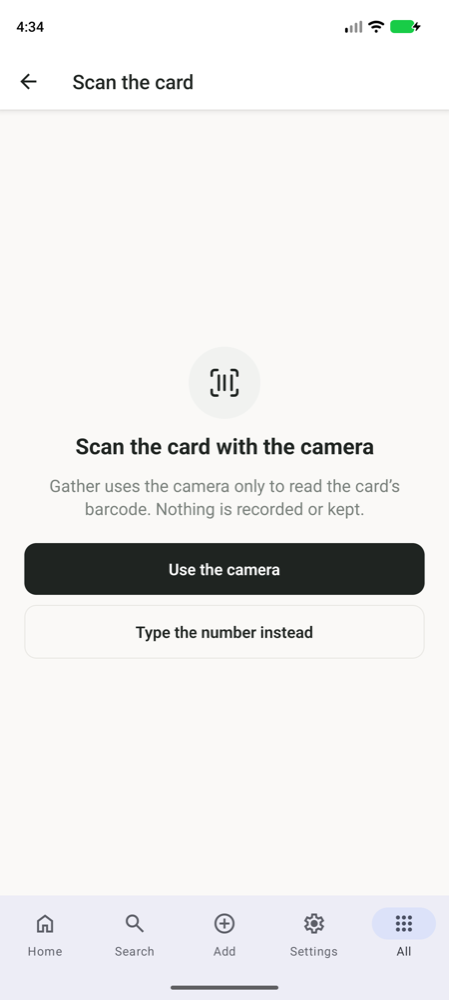 4:34
Scan the card
Scan the card with the camera
Gather uses the camera only to read the card’s
barcode. Nothing is recorded or kept.
Use the camera
Type the number instead
Home
Search
Add
Settings
All